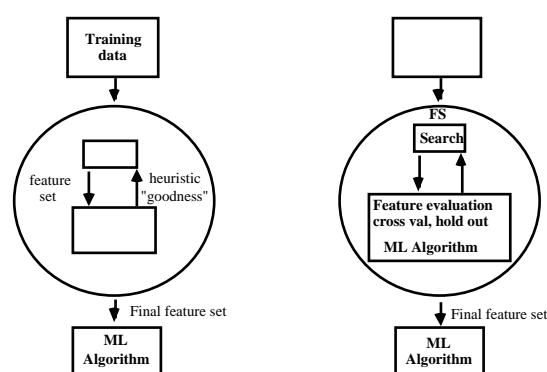 Training
data
feature
set
heuristic
"goodness"
Final feature set
ML
Algorithm
FS
Search
Feature evaluation
cross val, hold out
ML Algorithm
Final feature set
ML
Algorithm